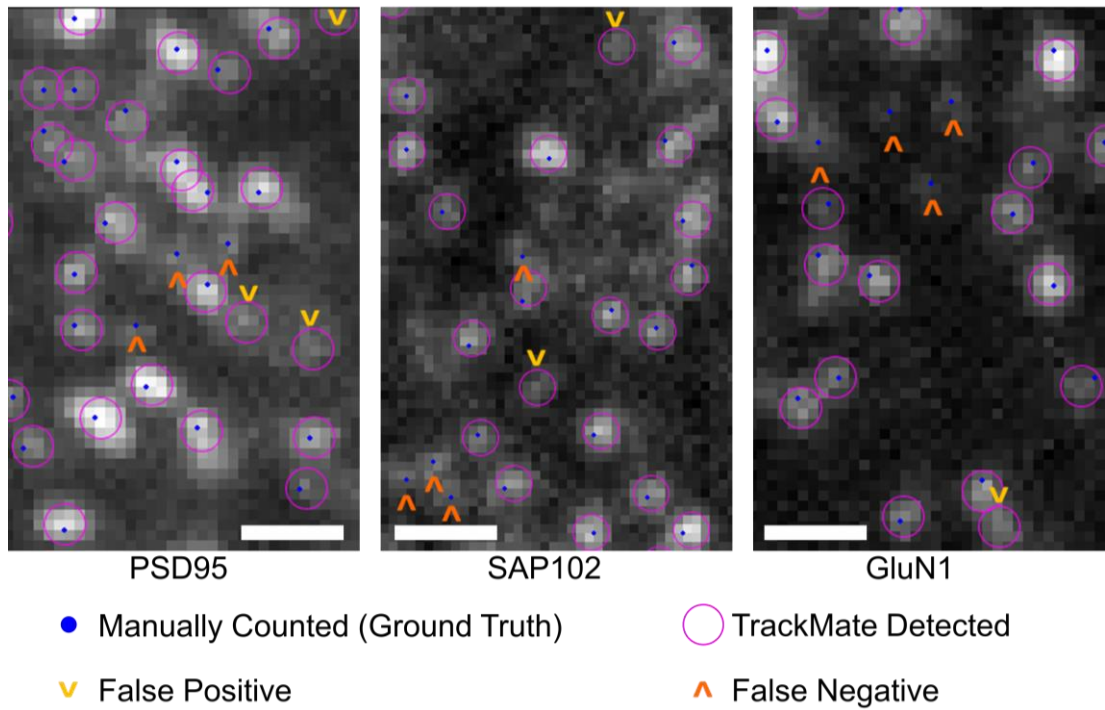 PSD95
SAP102
GluN1
Manually Counted (Ground Truth)
TrackMate Detected
False Positive
False Negative